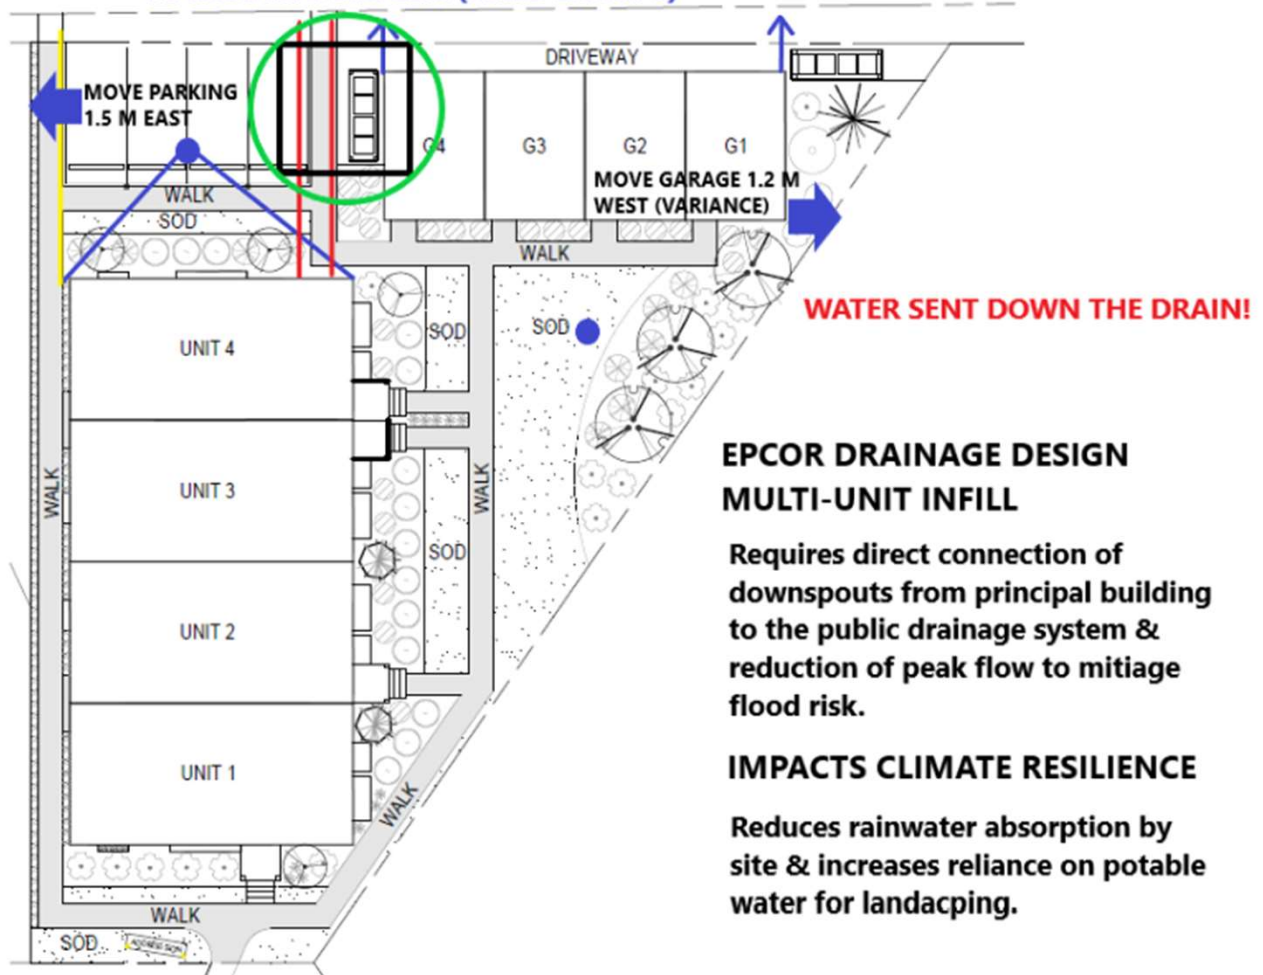 DRIVEWAY
MOVE PARKING
1.5 M EAST
G4
G3
G2
G1
MOVE GARAGE 1.2 M
WEST (VARIANCE)
WALK
SOD
WALK
WATER SENT DOWN THE DRAIN!
SOD
SOD
UNIT 4
EPCOR DRAINAGE DESIGN
MULTI-UNIT INFILL
WALK
UNIT 3
WALK
SOD
Requires direct connection of
downspouts from principal building
to the public drainage system &
reduction of peak flow to mitiage
flood risk.
UNIT 2
UNIT 1
WALK
IMPACTS CLIMATE RESILIENCE
Reduces rainwater absorption by
site & increases reliance on potable
water for landacping.
WALK
SOD
ADDRESS SIGN